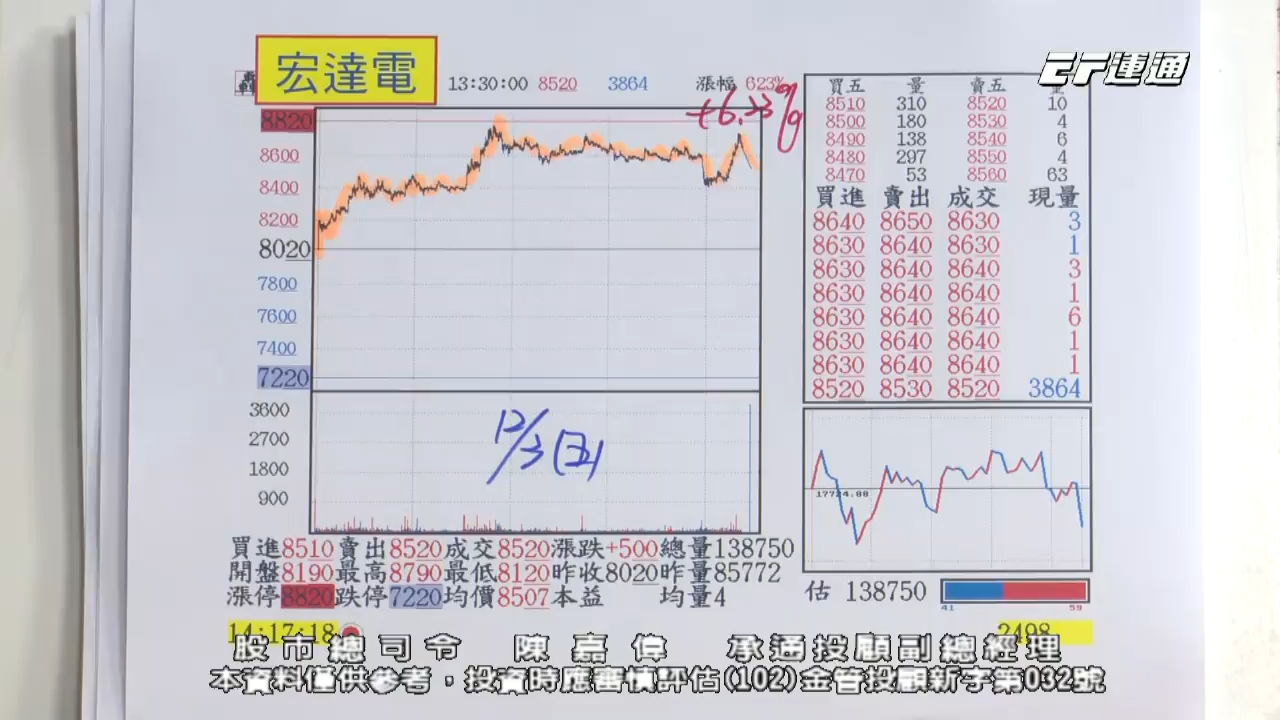 宏達電 13:30:00 8520 3864 漲幅 623%
+6.23%
運通
8820
8600
8400
8200
8020
7800
7600
7400
7220
3600
2700
1800
900
12/3 (五)
買五 量 賣五 量
8510 310 8520 10
8500 180 8530 4
8490 138 8540 6
8480 297 8550 4
8470 53 8560 63
買進 賣出 成交 現量
8640 8650 8630 3
8630 8640 8630 1
8630 8640 8640 3
8630 8640 8640 1
8630 8640 8640 6
8630 8640 8640 1
8630 8640 8640 1
8520 8530 8520 3864
17724.88
買進8510賣出8520成交8520漲跌+500總量138750
開盤8190最高8790最低8120昨收8020昨量85772
漲停8820跌停7220均價8507本益 均量4
估 138750
41 59
14:17:18 2498
股市總司令 陳嘉偉 承通投顧副總經理
本資料僅供參考，投資時應審慎評估(102)金管投顧新字第032號